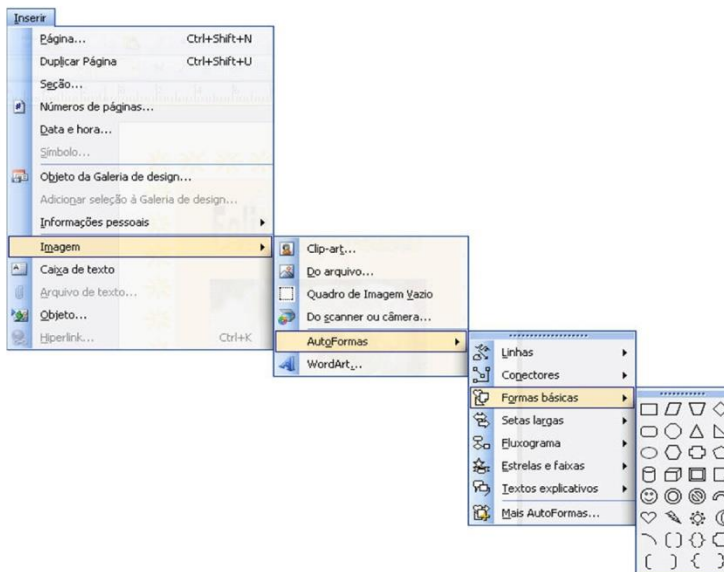 Inserir
Página... Ctrl+Shift+N
Duplicar Página Ctrl+Shift+U
Seção...
Números de páginas...
Data e hora...
Símbolo...
Objeto da Galeria de design...
Adicionar seleção à Galeria de design...
Informações pessoais
Imagem
Caixa de texto
Arquivo de texto...
Objeto...
Hiperlink... Ctrl+K
Clip-art...
Do arquivo...
Quadro de Imagem Vazio
Do scanner ou câmera...
AutoFormas
WordArt...
Linhas
Conectores
Formas básicas
Setas largas
Fluxograma
Estrelas e faixas
Textos explicativos
Mais AutoFormas...